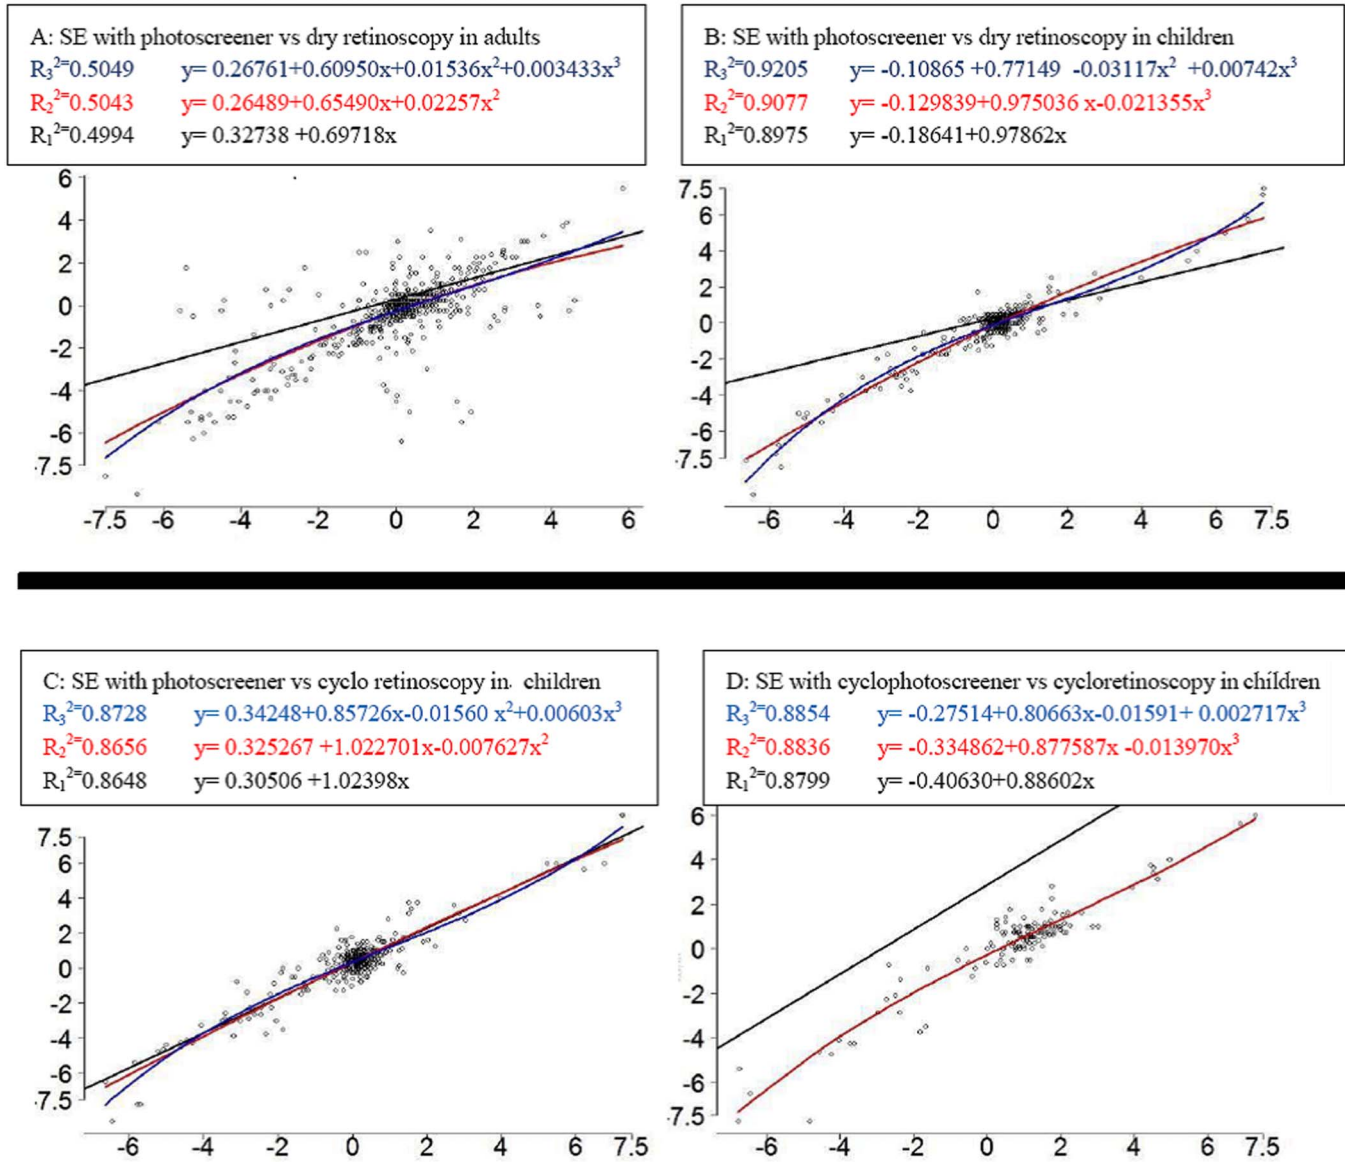 A: SE with photoscreener vs dry retinoscopy in adults
R₃²⁼0.5049 y= 0.26761+0.60950x+0.01536x²+0.003433x³
R₂²⁼0.5043 y= 0.26489+0.65490x+0.02257x²
R₁²⁼0.4994 y= 0.32738 +0.69718x
6
4
2
0
-2
-4
-6
-7.5
-7.5 -6 -4 -2 0 2 4 6
B: SE with photoscreener vs dry retinoscopy in children
R₃²⁼0.9205 y= -0.10865 +0.77149 -0.03117x² +0.00742x³
R₂²⁼0.9077 y= -0.129839+0.975036 x-0.021355x³
R₁²⁼0.8975 y= -0.18641+0.97862x
7.5
6
4
2
0
-2
-4
-6
-7.5
-6 -4 -2 0 2 4 6 7.5
C: SE with photoscreener vs cyclo retinoscopy in. children
R₃²⁼0.8728 y= 0.34248+0.85726x-0.01560 x²+0.00603x³
R₂²⁼0.8656 y= 0.325267 +1.022701x-0.007627x²
R₁²⁼0.8648 y= 0.30506 +1.02398x
7.5
6
4
2
0
-2
-4
-6
-7.5
-6 -4 -2 0 2 4 6 7.5
D: SE with cyclophotoscreener vs cycloretinoscopy in children
R₃²⁼0.8854 y= -0.27514+0.80663x-0.01591+ 0.002717x³
R₂²⁼0.8836 y= -0.334862+0.877587x -0.013970x³
R₁²⁼0.8799 y= -0.40630+0.88602x
6
4
2
0
-2
-4
-6
-7.5
-6 -4 -2 0 2 4 6 7.5